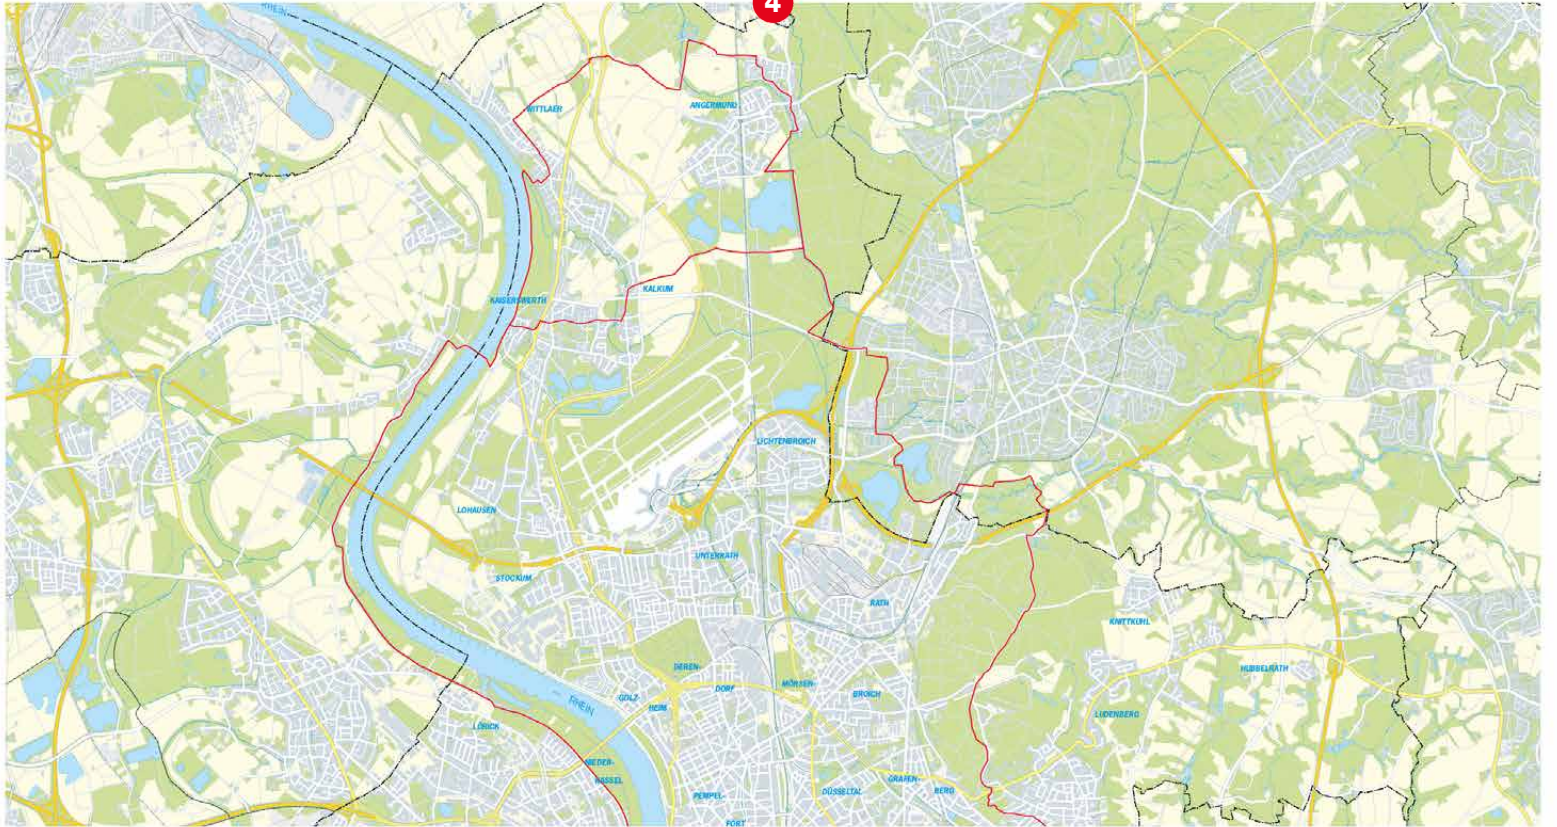 4
RHEIN
WITTLAER
ANGERMUND
KALKUM
KAISERSWERTH
LICHTENBROICH
LOHAUSEN
UNTERRATH
STOCKUM
RATH
KNITTKUHL
HUBBELRATH
DEREN-
DORF
MÖRSEN-
BROICH
GOLZ-
HEIM
RHEIN
LUDENBERG
LÖRICK
NIEDER-
KASSEL
GRAFEN-
BERG
DÜSSELTAL
PEMPEL-
FORT